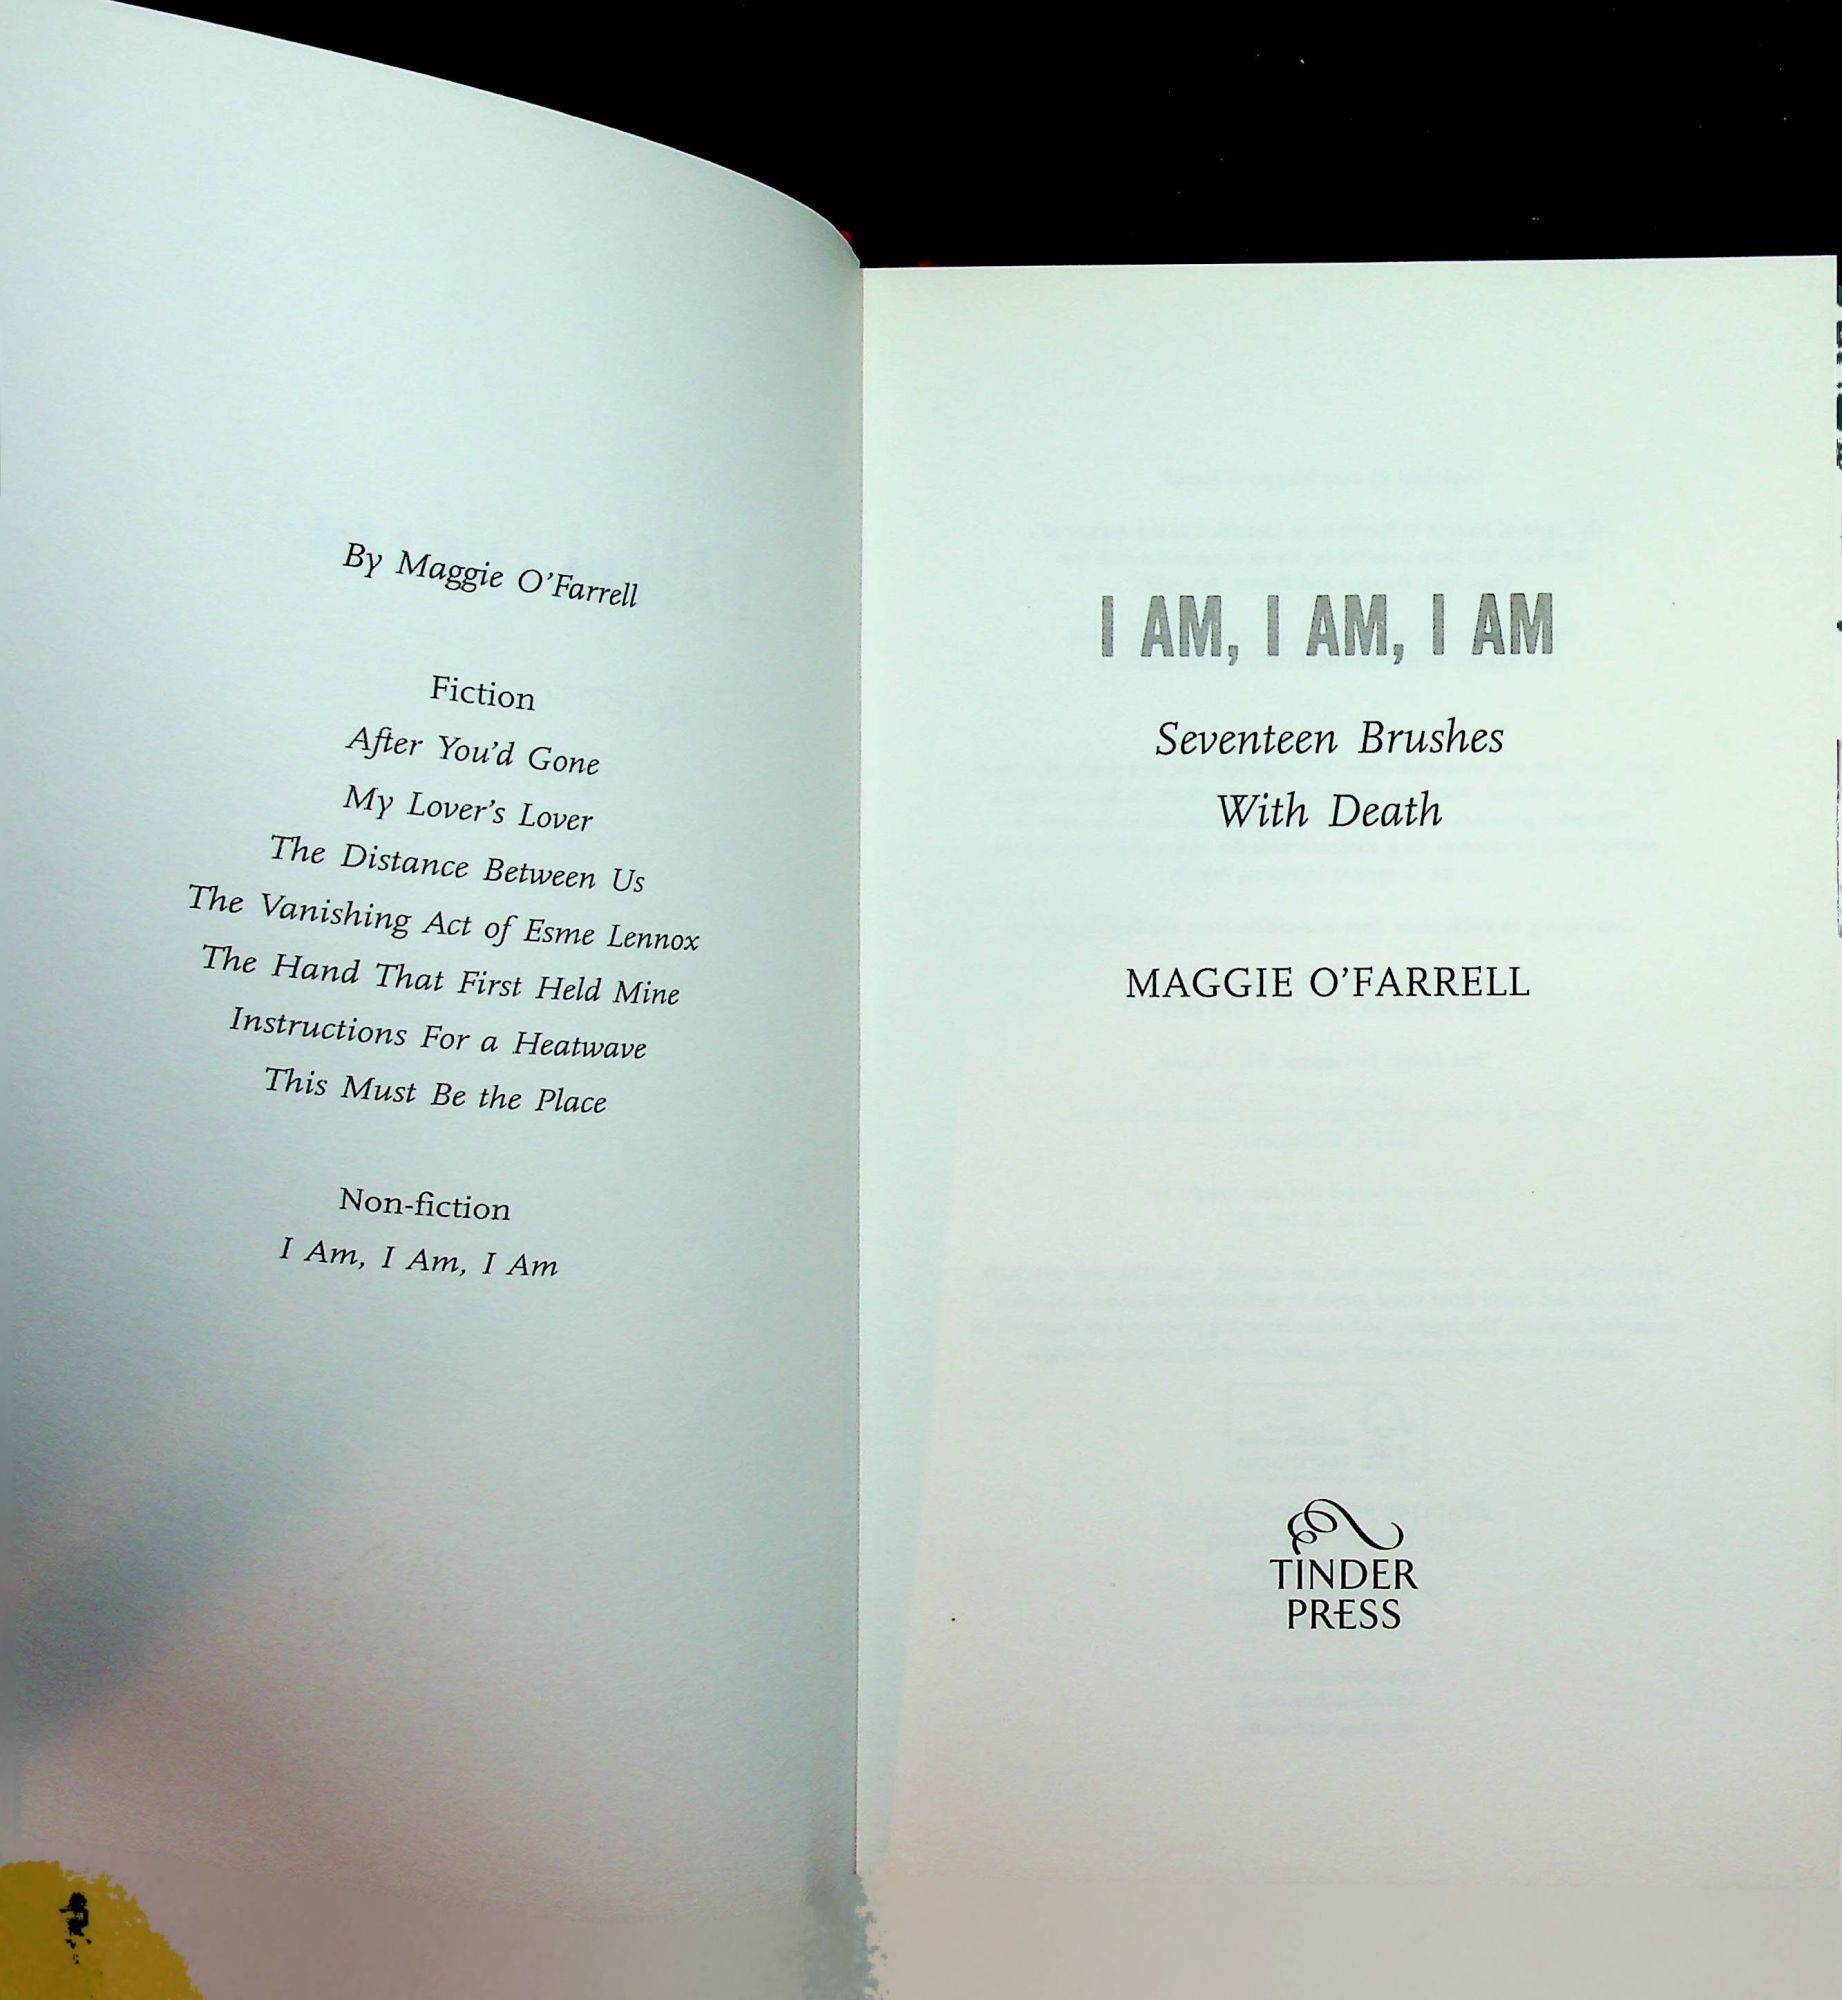 By Maggie O'Farrell
Fiction
After You'd Gone
My Lover's Lover
The Distance Between Us
The Vanishing Act of Esme Lennox
The Hand That First Held Mine
Instructions For a Heatwave
This Must Be the Place
Non-fiction
I Am, I Am, I Am
I AM, I AM, I AM
Seventeen Brushes
With Death
MAGGIE O'FARRELL
TINDER
PRESS